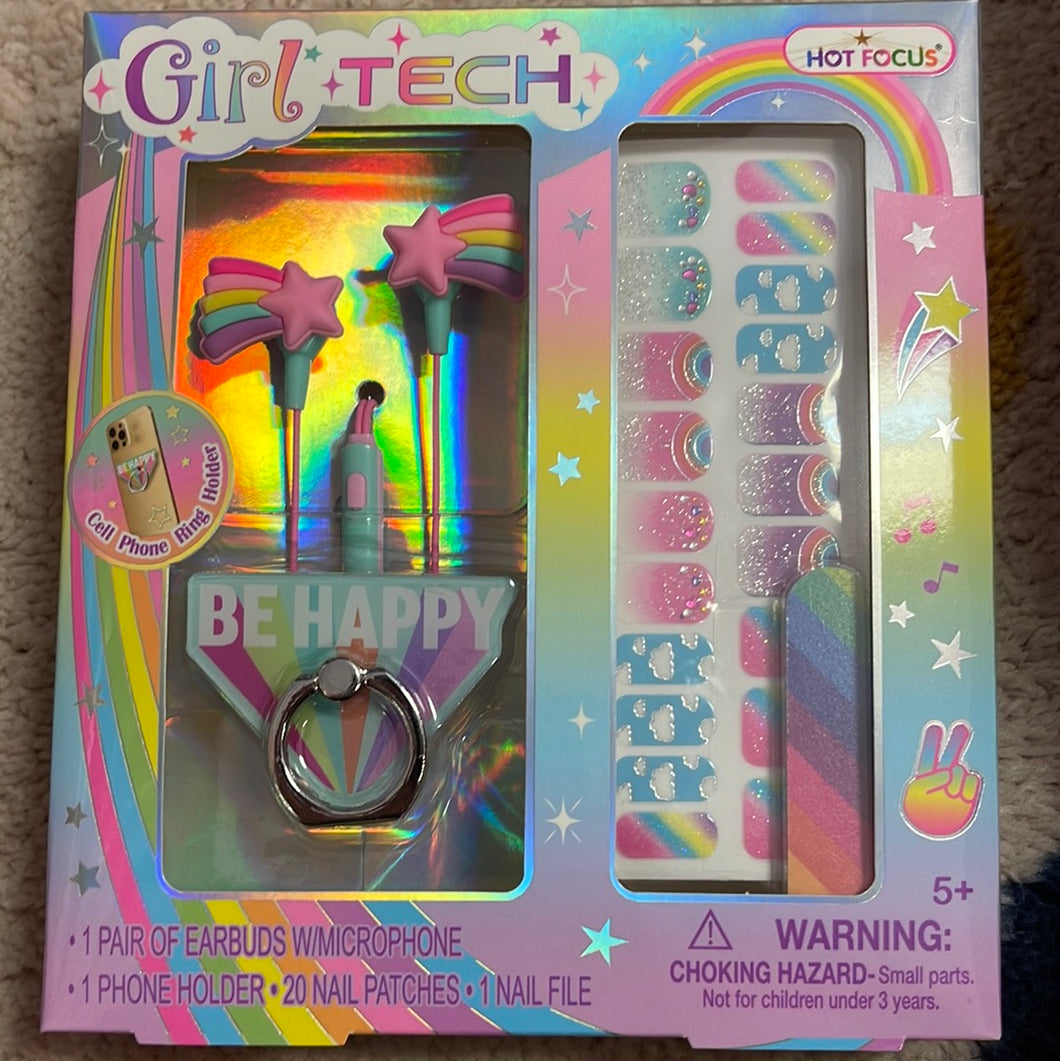 Girl TECH
HOT FOCUS®
BE HAPPY
Cell Phone Ring Holder
BE HAPPY
5+
• 1 PAIR OF EARBUDS W/MICROPHONE
• 1 PHONE HOLDER • 20 NAIL PATCHES • 1 NAIL FILE
WARNING:
CHOKING HAZARD- Small parts.
Not for children under 3 years.